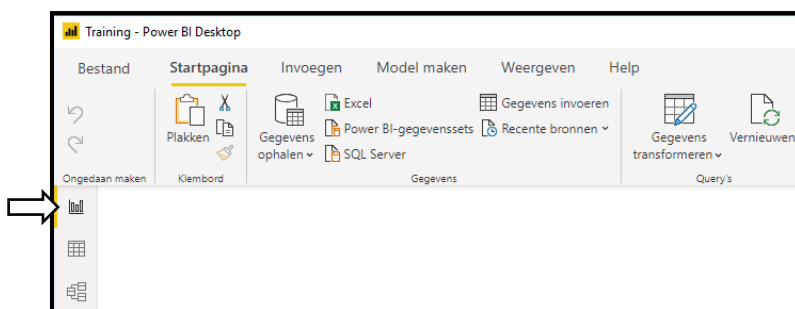 Training - Power BI Desktop
Bestand Startpagina Invoegen Model maken Weergeven Help
Plakken
Gegevens ophalen
Excel
Power BI-gegevenssets
SQL Server
Gegevens invoeren
Recente bronnen
Gegevens transformeren
Vernieuwen
Ongedaan maken Klembord Gegevens Query's